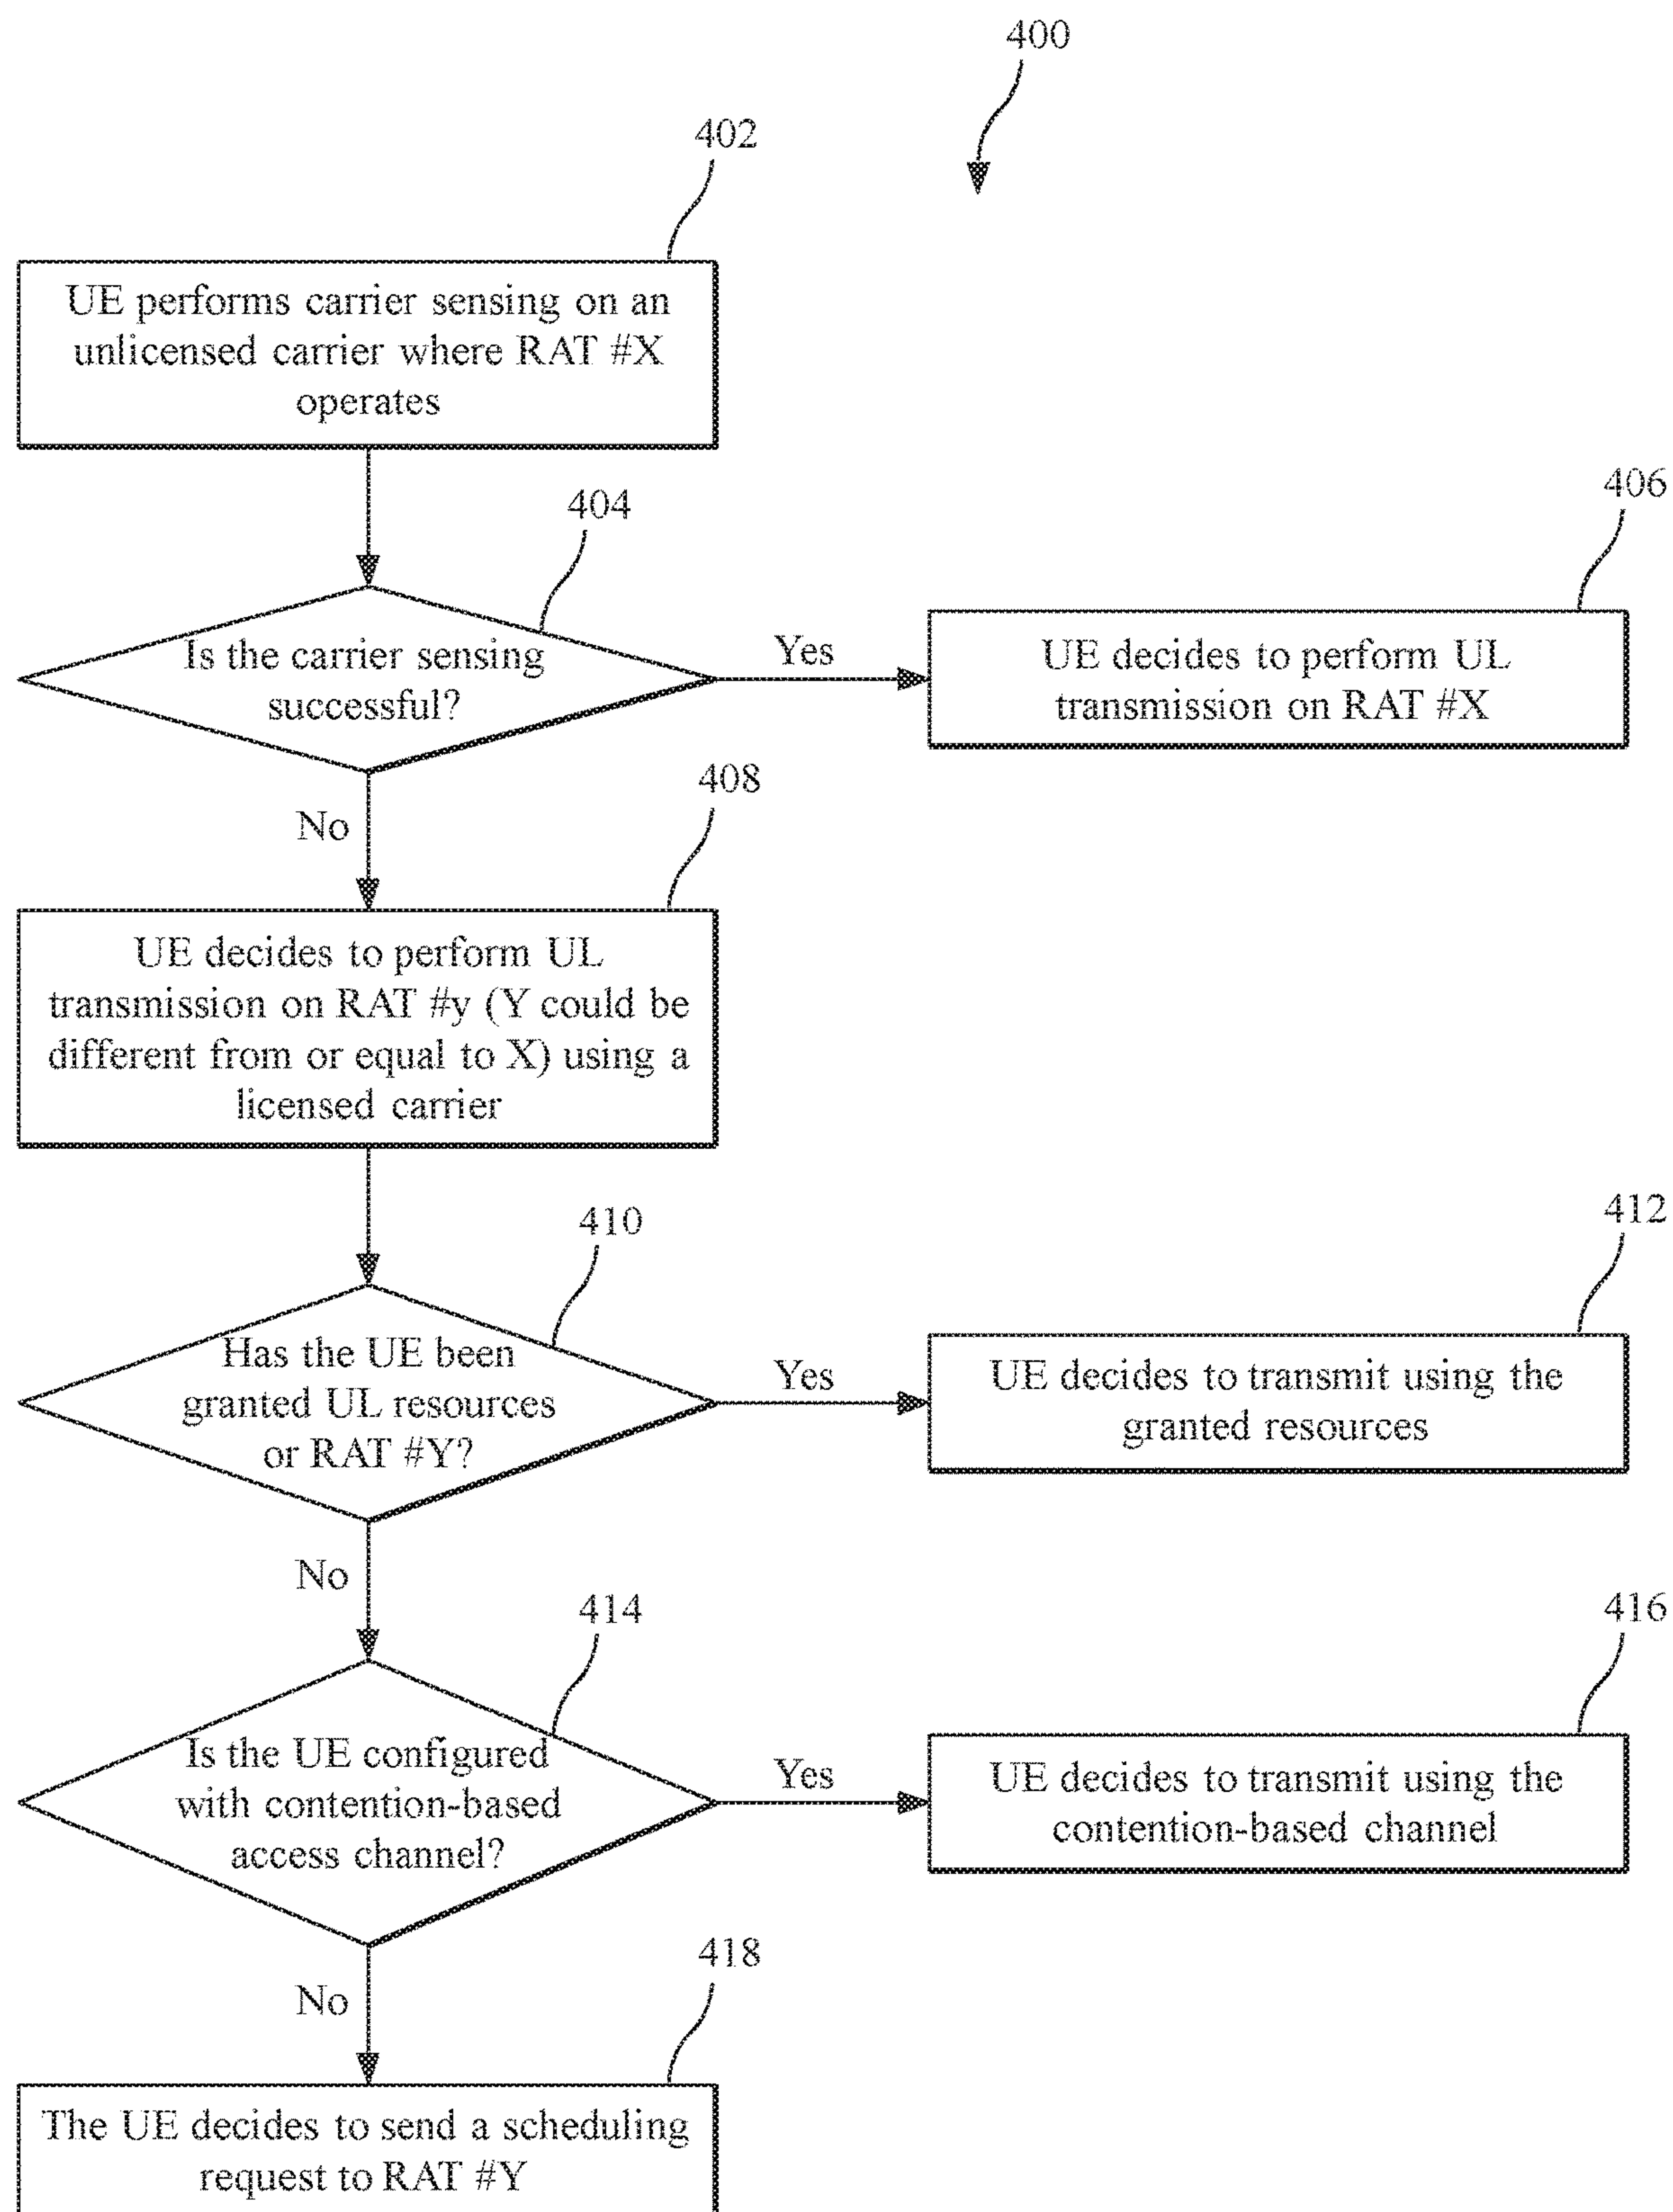 400
402
UE performs carrier sensing on an
unlicensed carrier where RAT #X
operates
404
406
Is the carrier sensing
successful?
Yes
UE decides to perform UL
transmission on RAT #X
No
408
UE decides to perform UL
transmission on RAT #y (Y could be
different from or equal to X) using a
licensed carrier
410
412
Has the UE been
granted UL resources
or RAT #Y?
Yes
UE decides to transmit using the
granted resources
No
414
416
Is the UE configured
with contention-based
access channel?
Yes
UE decides to transmit using the
contention-based channel
No
418
The UE decides to send a scheduling
request to RAT #Y